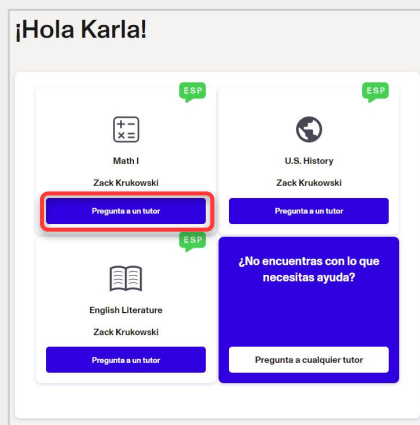 ¡Hola Karla!
ESP
Math I
Zack Krukowski
Pregunta a un tutor
ESP
U.S. History
Zack Krukowski
Pregunta a un tutor
ESP
English Literature
Zack Krukowski
Pregunta a un tutor
¿No encuentras con lo que
necesitas ayuda?
Pregunta a cualquier tutor